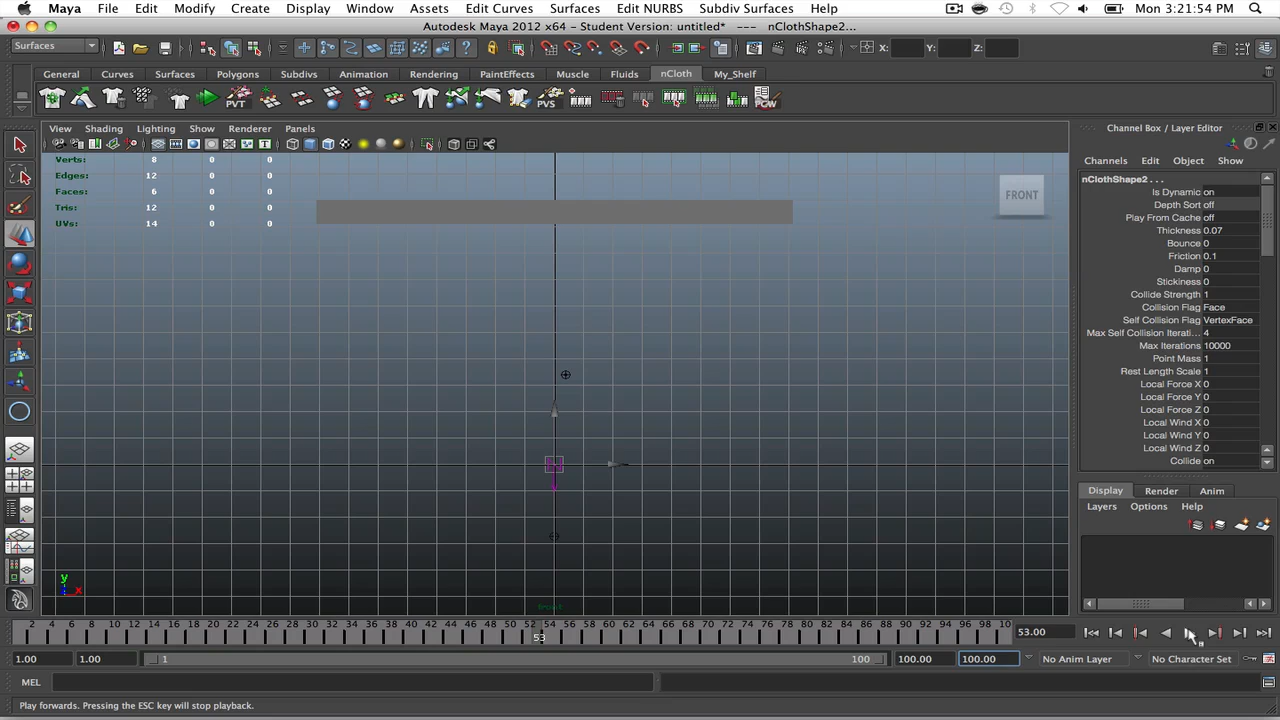 Maya File Edit Modify Create Display Window Assets Edit Curves Surfaces Edit NURBS Subdiv Surfaces Mon 3:21:54 PM
Autodesk Maya 2012 x64 - Student Version: untitled* --- nClothShape2...
Surfaces X: Y: Z:
General Curves Surfaces Polygons Subdivs Animation Rendering PaintEffects Muscle Fluids nCloth My_Shelf
PVT PVS PGW
View Shading Lighting Show Renderer Panels
Channel Box / Layer Editor
Channels Edit Object Show
Verts: 8 0 0
Edges: 12 0 0
Faces: 6 0 0
Tris: 12 0 0
UVs: 14 0 0
FRONT
nClothShape2 . . .
Is Dynamic on
Depth Sort off
Play From Cache off
Thickness 0.07
Bounce 0
Friction 0.1
Damp 0
Stickiness 0
Collide Strength 1
Collision Flag Face
Self Collision Flag VertexFace
Max Self Collision Iterati... 4
Max Iterations 10000
Point Mass 1
Rest Length Scale 1
Local Force X 0
Local Force Y 0
Local Force Z 0
Local Wind X 0
Local Wind Y 0
Local Wind Z 0
Collide on
Display Render Anim
Layers Options Help
y
x
front
2 4 6 8 10 12 14 16 18 20 22 24 26 28 30 32 34 36 38 40 42 44 46 48 50 52 54 56 58 60 62 64 66 68 70 72 74 76 78 80 82 84 86 88 90 92 94 96 98 10
53
53.00
1.00 1.00 1 100 100.00 100.00 No Anim Layer No Character Set
MEL
Play forwards. Pressing the ESC key will stop playback.